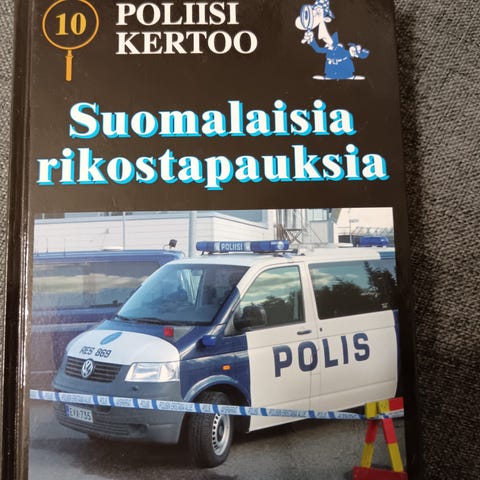 10
POLIISI
KERTOO
Suomalaisia
rikostapauksia
POLIISI
RES 869
POLIS